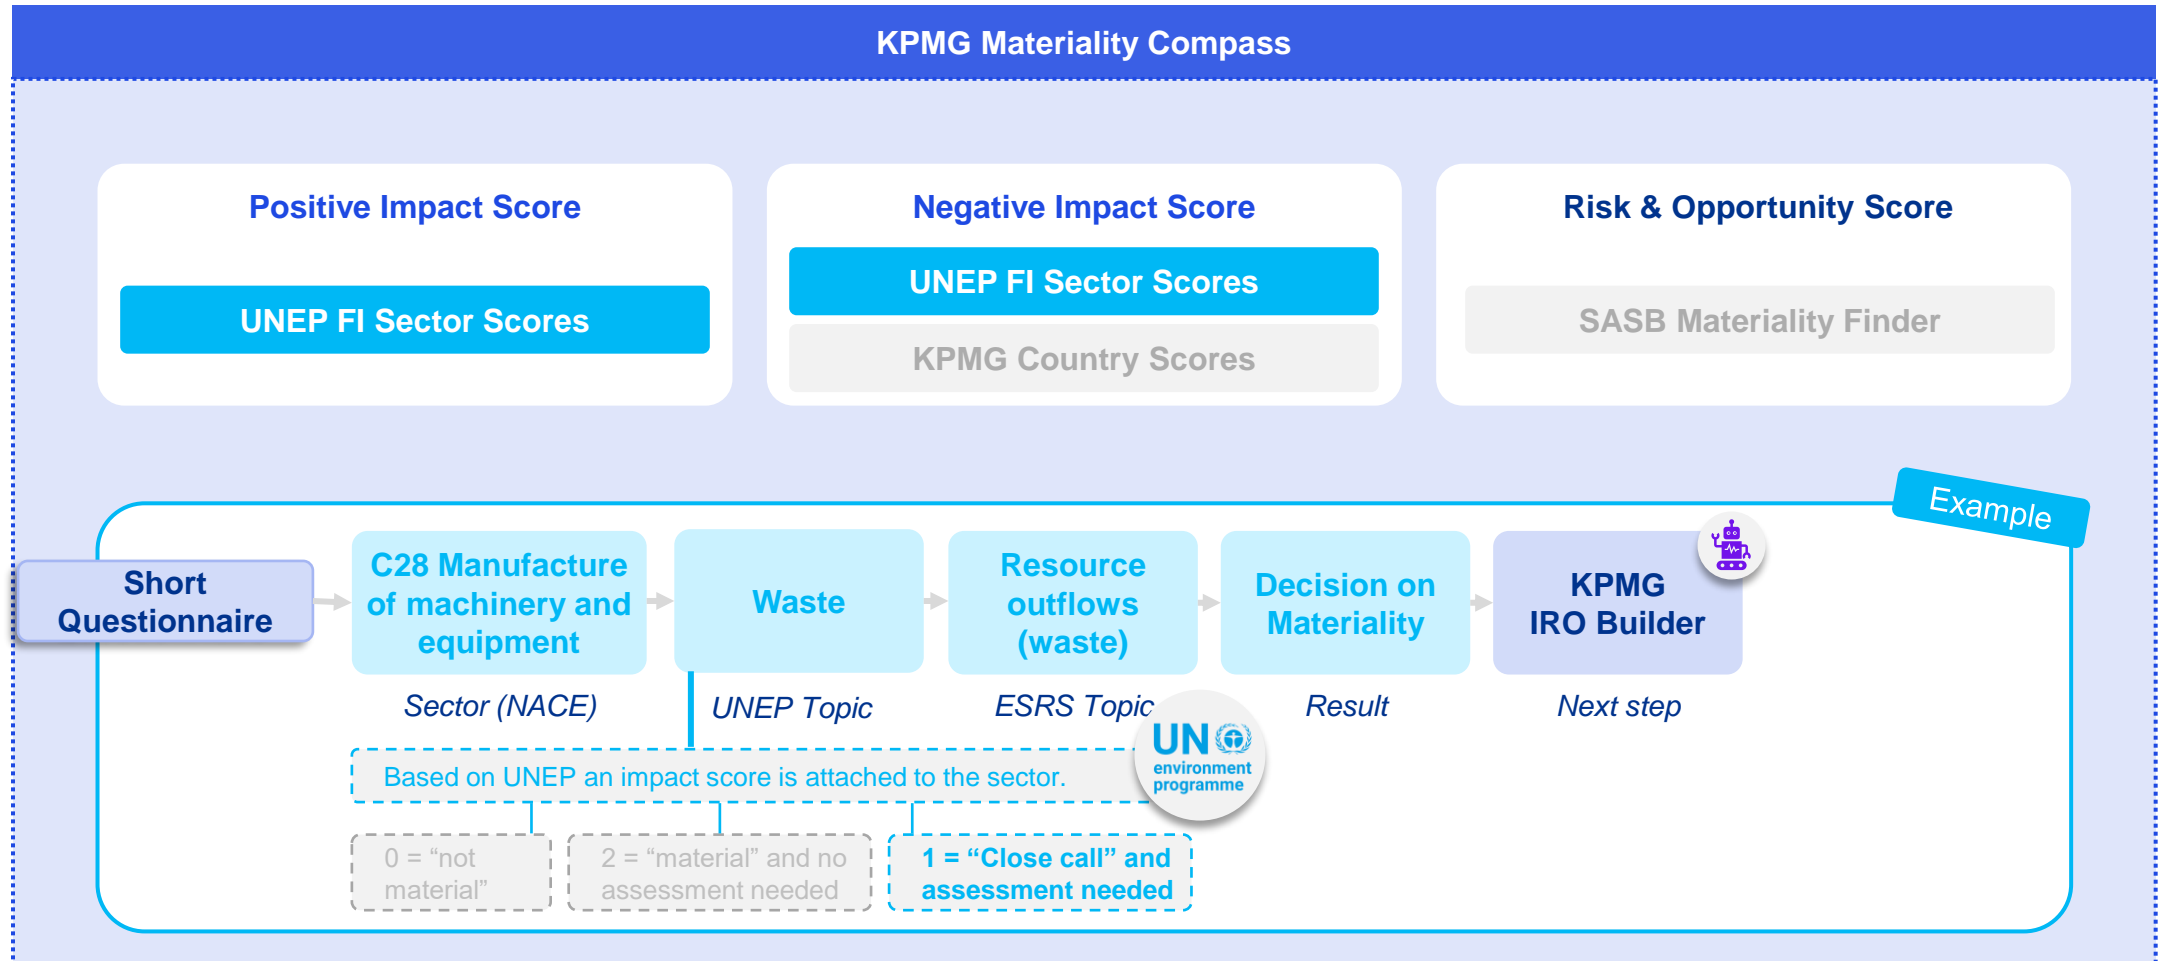 KPMG Materiality Compass
Positive Impact Score
UNEP FI Sector Scores
Negative Impact Score
UNEP FI Sector Scores
KPMG Country Scores
Risk & Opportunity Score
SASB Materiality Finder
Example
Short
Questionnaire
C28 Manufacture
of machinery and
equipment
Sector (NACE)
Waste
UNEP Topic
Resource
outflows
(waste)
ESRS Topic
Decision on
Materiality
Result
KPMG
IRO Builder
Next step
UN
environment
programme
Based on UNEP an impact score is attached to the sector.
0 = “not
material”
2 = “material” and no
assessment needed
1 = “Close call” and
assessment needed